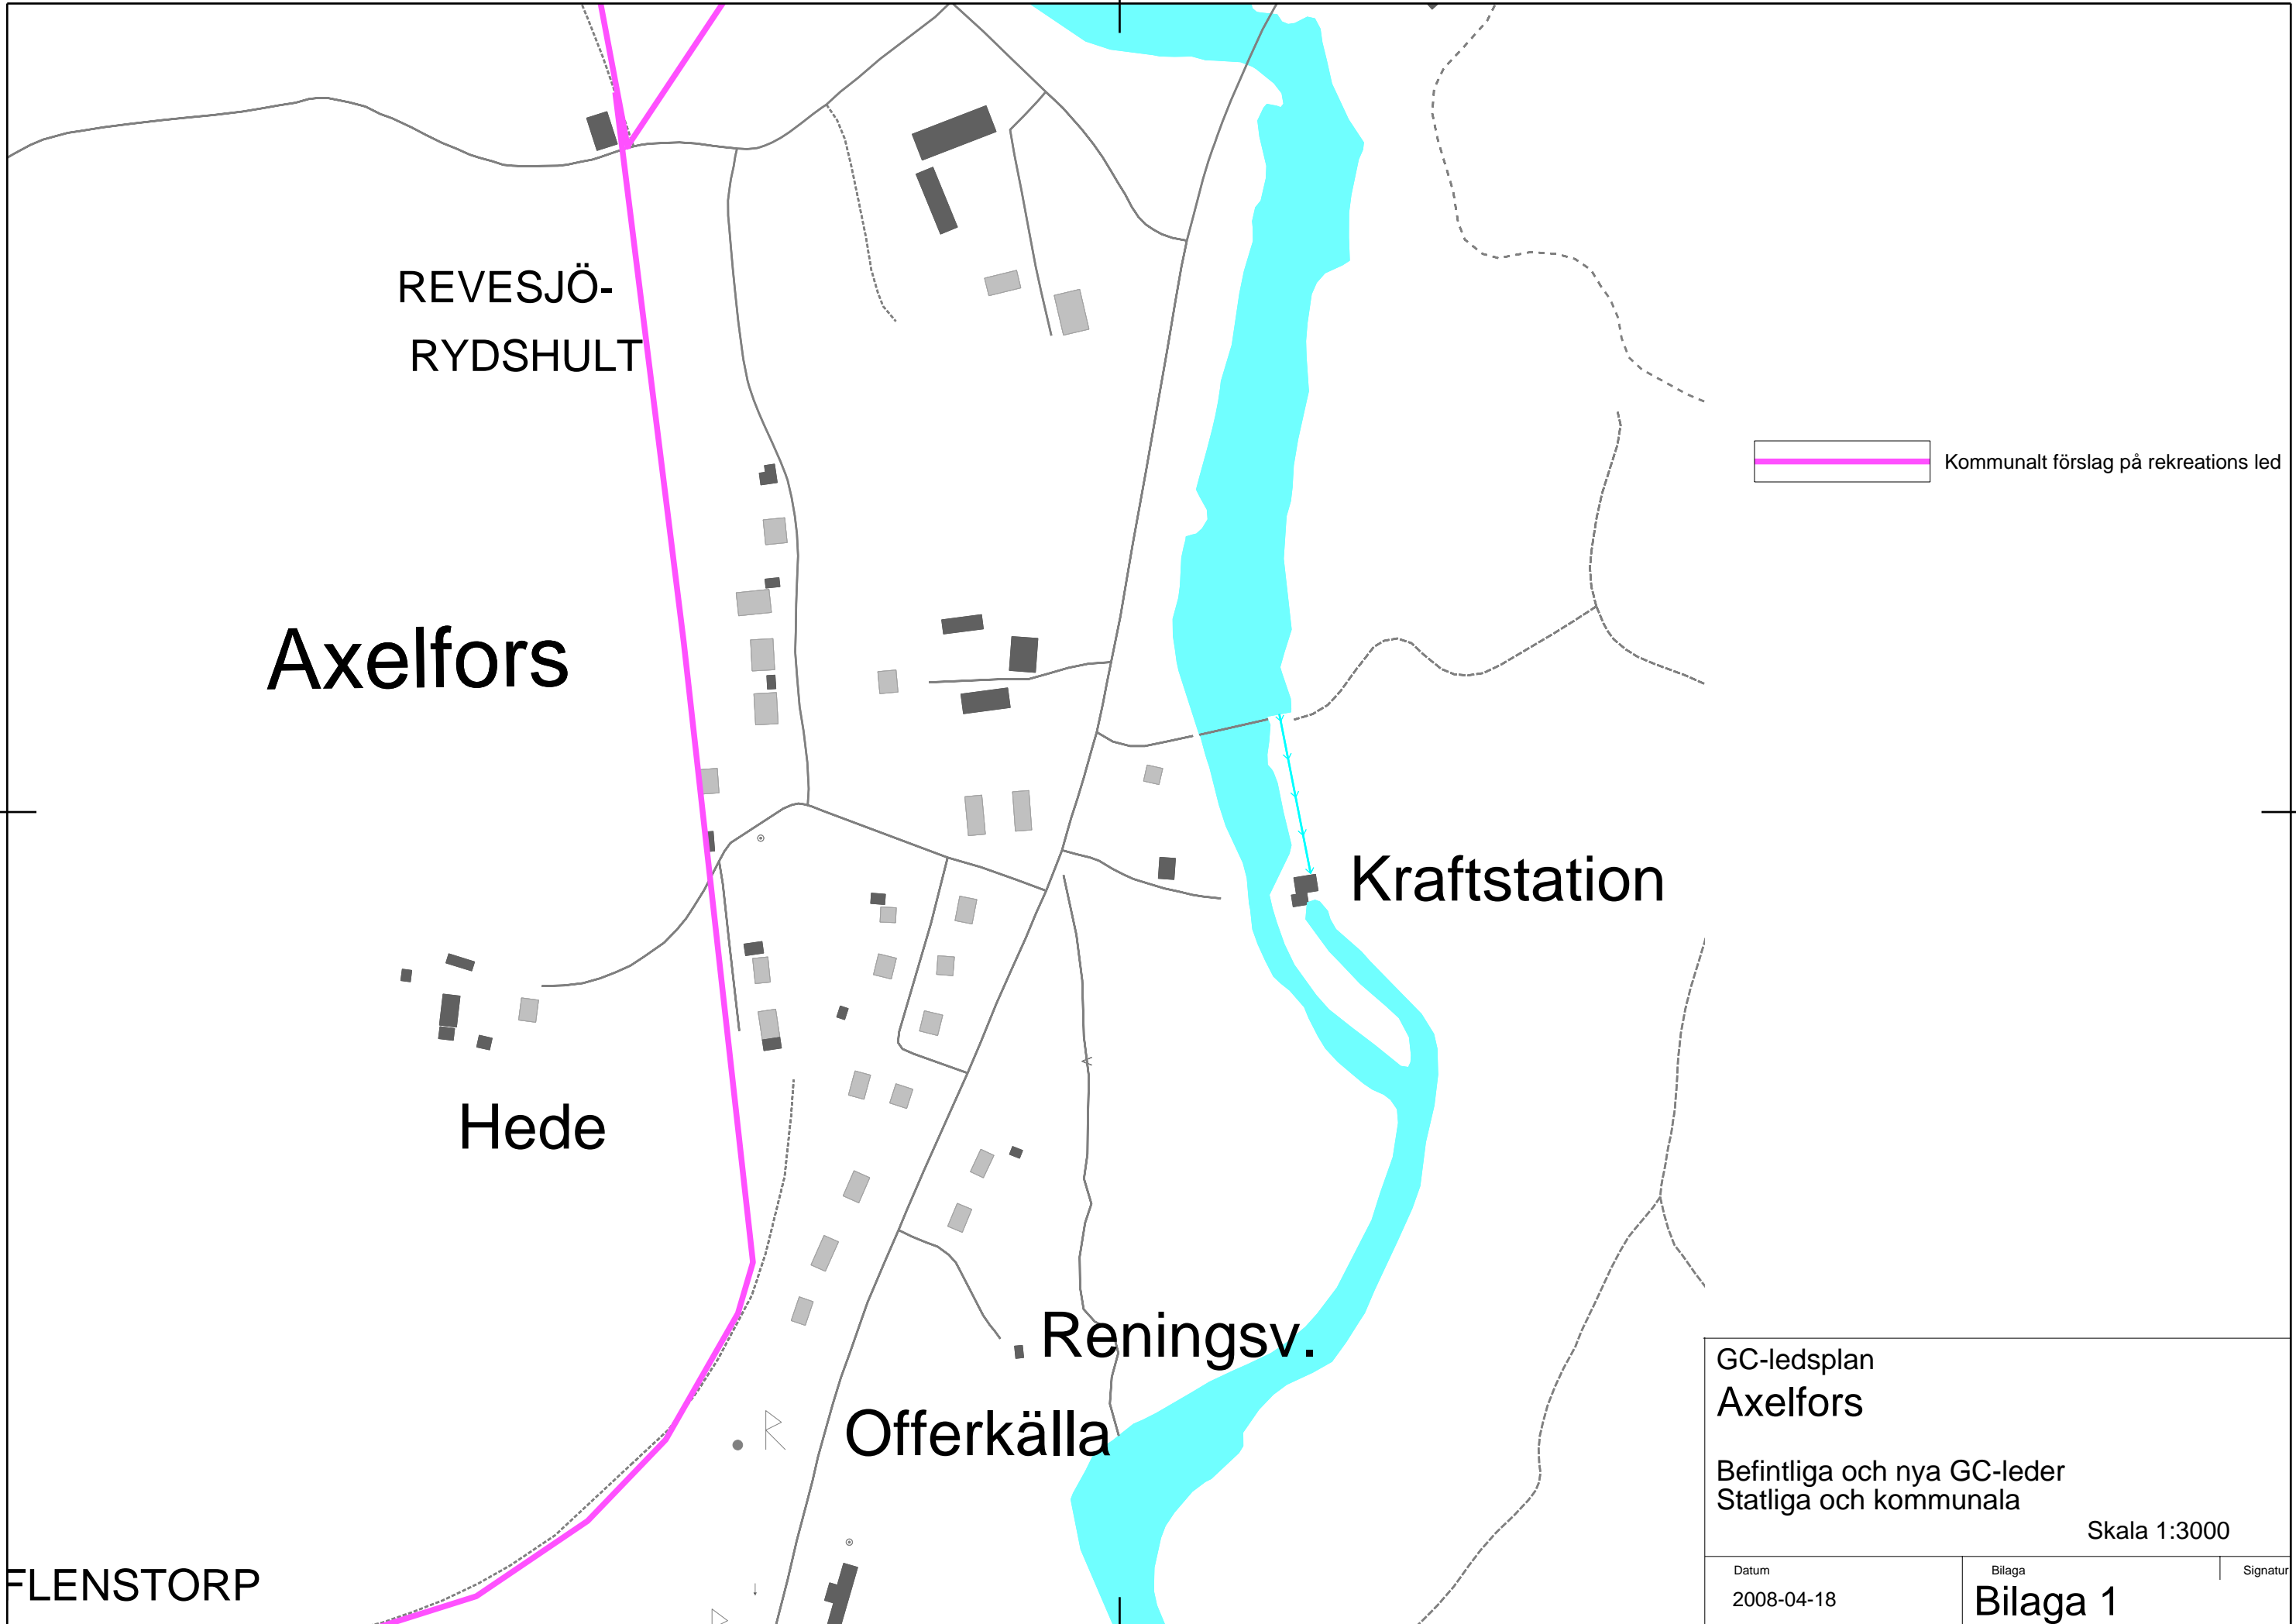 REVESJÖ-
RYDSHULT
Kommunalt förslag på rekreations led
Axelfors
Kraftstation
Hede
Reningsv.
Offerkälla
FLENSTORP
GC-ledsplan
Axelfors
Befintliga och nya GC-leder
Statliga och kommunala
Skala 1:3000
Datum
2008-04-18
Bilaga
Bilaga 1
Signatur
R